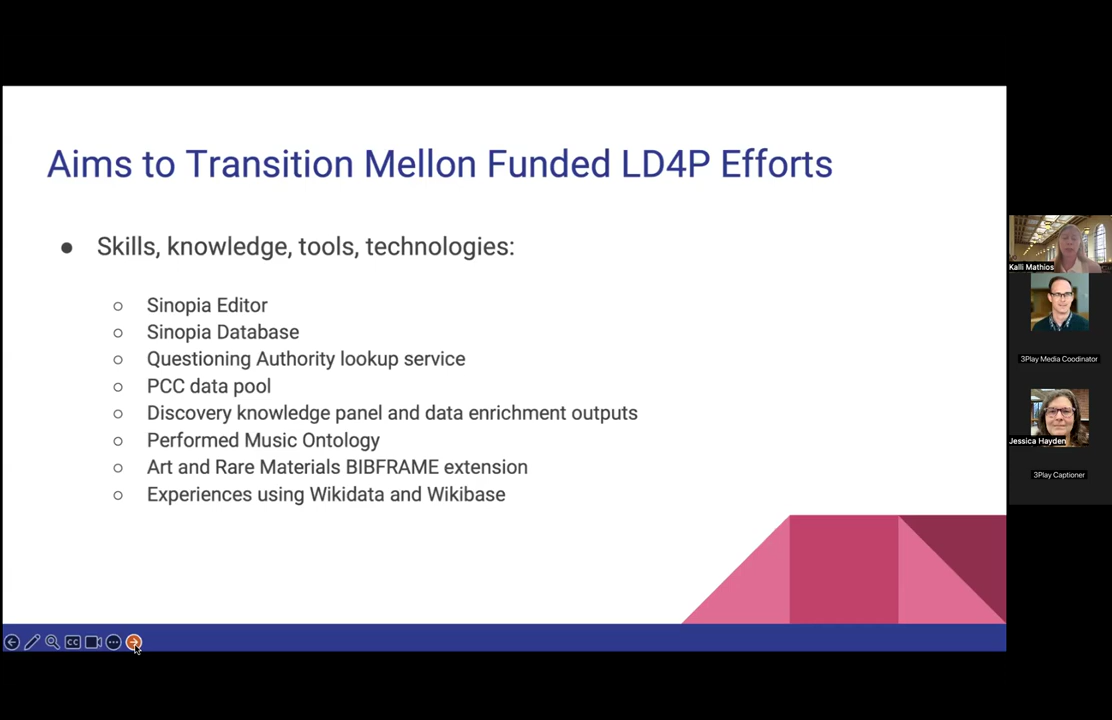 Aims to Transition Mellon Funded LD4P Efforts
● Skills, knowledge, tools, technologies:
○ Sinopia Editor
○ Sinopia Database
○ Questioning Authority lookup service
○ PCC data pool
○ Discovery knowledge panel and data enrichment outputs
○ Performed Music Ontology
○ Art and Rare Materials BIBFRAME extension
○ Experiences using Wikidata and Wikibase
CC
Kalli Mathios
3Play Media Coodinator
Jessica Hayden
3Play Captioner